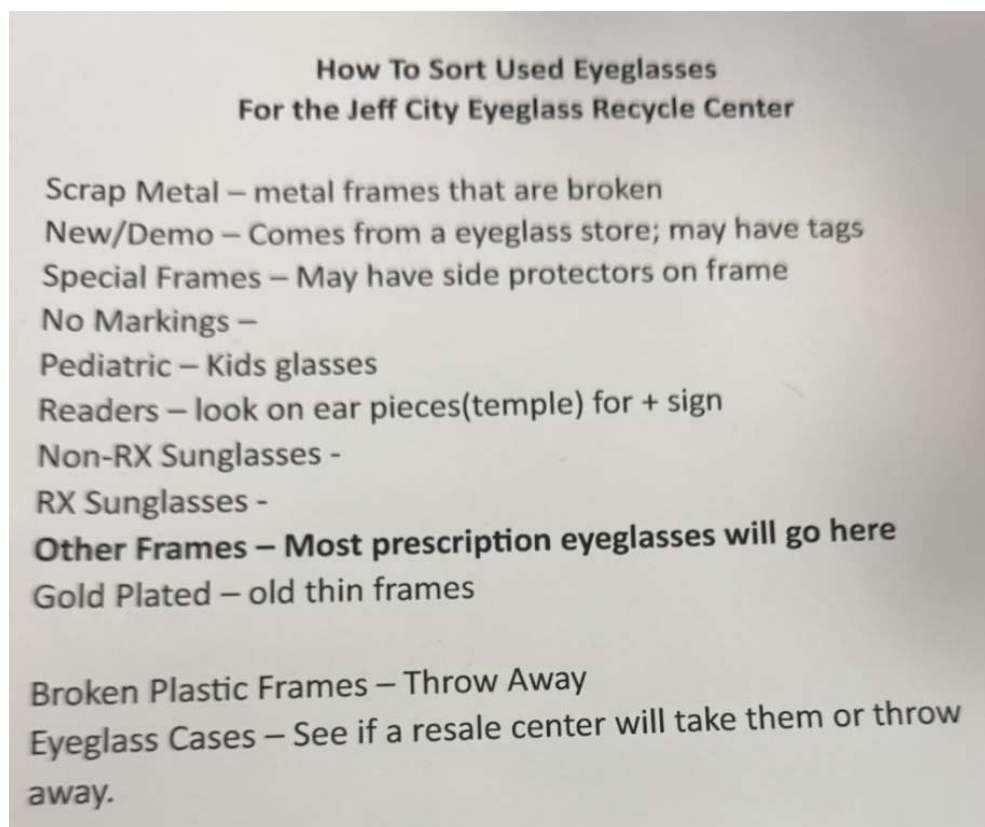 How To Sort Used Eyeglasses
For the Jeff City Eyeglass Recycle Center
Scrap Metal – metal frames that are broken
New/Demo – Comes from a eyeglass store; may have tags
Special Frames – May have side protectors on frame
No Markings –
Pediatric – Kids glasses
Readers – look on ear pieces(temple) for + sign
Non-RX Sunglasses -
RX Sunglasses -
Other Frames – Most prescription eyeglasses will go here
Gold Plated – old thin frames
Broken Plastic Frames – Throw Away
Eyeglass Cases – See if a resale center will take them or throw
away.